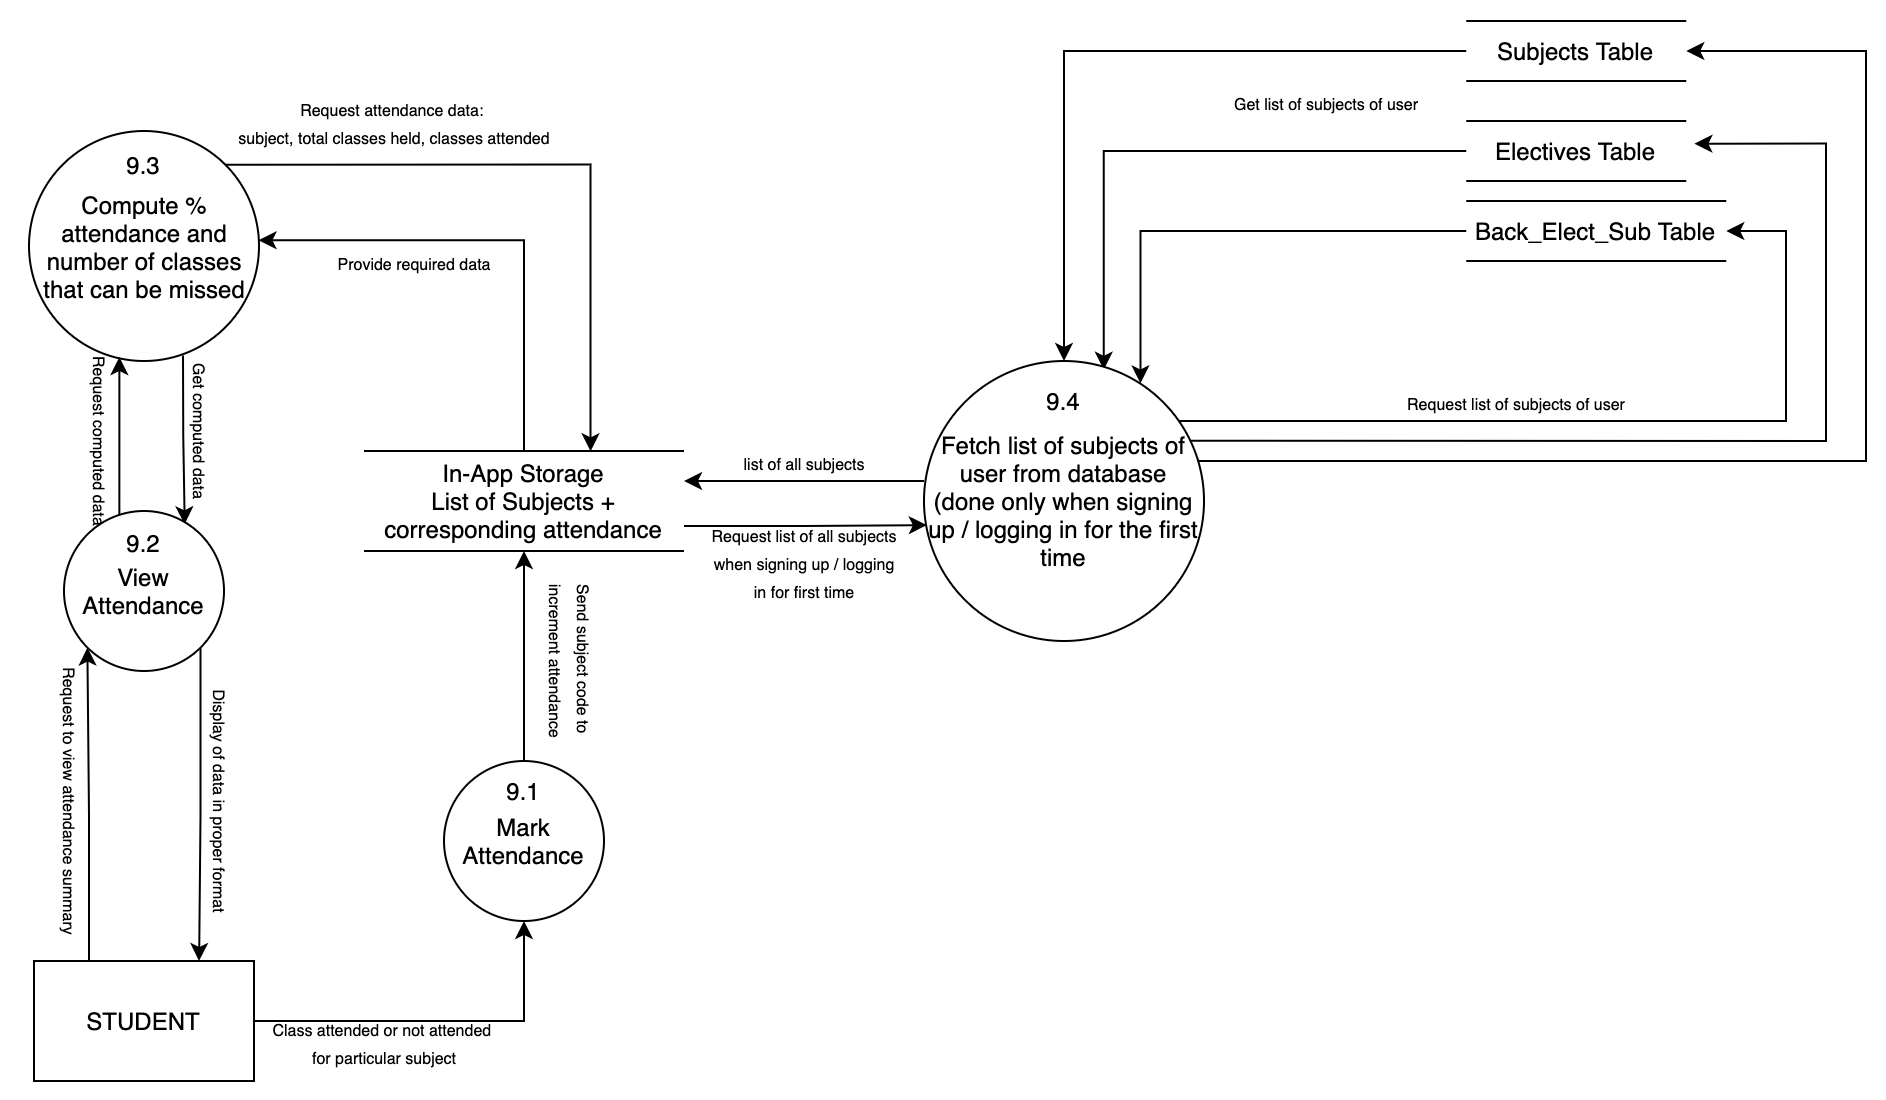 Subjects Table
Get list of subjects of user
Electives Table
Back_Elect_Sub Table
Request attendance data:
subject, total classes held, classes attended
9.3
Compute %
attendance and
number of classes
that can be missed
Provide required data
Request computed data
Get computed data
9.4
Fetch list of subjects of
user from database
(done only when signing
up / logging in for the first
time
Request list of subjects of user
In-App Storage
List of Subjects +
corresponding attendance
list of all subjects
Request list of all subjects
when signing up / logging
in for first time
9.2
View
Attendance
Send subject code to
increment attendance
Request to view attendance summary
Display of data in proper format
9.1
Mark
Attendance
STUDENT
Class attended or not attended
for particular subject